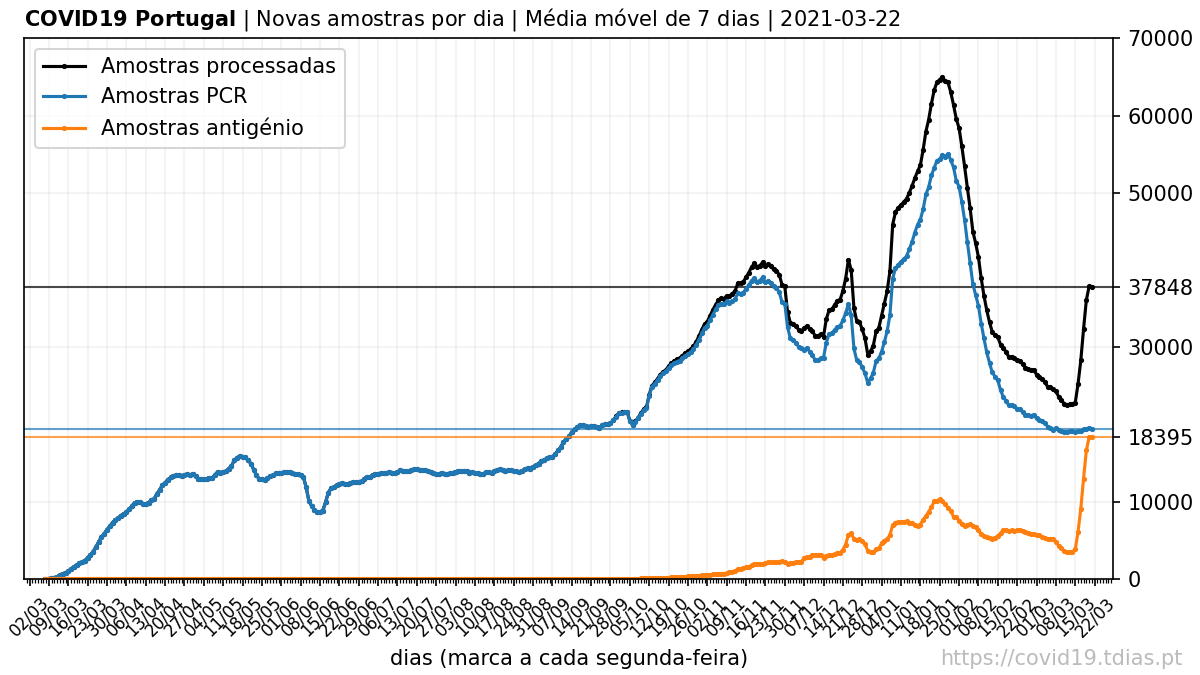 COVID19 Portugal | Novas amostras por dia | Média móvel de 7 dias | 2021-03-22
Amostras processadas
Amostras PCR
Amostras antigénio
70000
60000
50000
37848
30000
18395
10000
0
02/03 09/03 16/03 23/03 30/03 06/04 13/04 20/04 27/04 04/05 11/05 18/05 25/05 01/06 08/06 15/06 22/06 29/06 06/07 13/07 20/07 27/07 03/08 10/08 17/08 24/08 31/08 07/09 14/09 21/09 28/09 05/10 12/10 19/10 26/10 02/11 09/11 16/11 23/11 30/11 07/12 14/12 21/12 28/12 04/01 11/01 18/01 25/01 01/02 08/02 15/02 22/02 01/03 08/03 15/03 22/03
dias (marca a cada segunda-feira)
https://covid19.tdias.pt